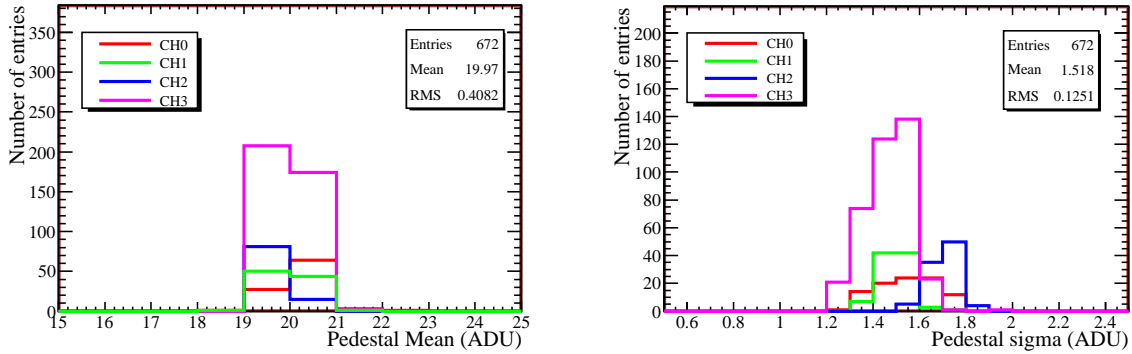 Number of entries
350
300
250
200
150
100
50
0
CH0
CH1
CH2
CH3
Entries 672
Mean 19.97
RMS 0.4082
15 16 17 18 19 20 21 22 23 24 25
Pedestal Mean (ADU)
Number of entries
200
180
160
140
120
100
80
60
40
20
0
CH0
CH1
CH2
CH3
Entries 672
Mean 1.518
RMS 0.1251
0.6 0.8 1 1.2 1.4 1.6 1.8 2 2.2 2.4
Pedestal sigma (ADU)